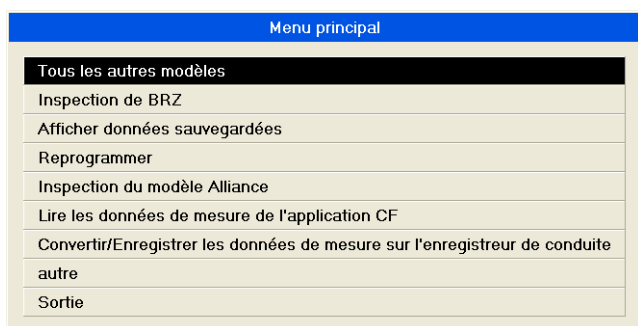 Menu principal
Tous les autres modèles
Inspection de BRZ
Afficher données sauvegardées
Reprogrammer
Inspection du modèle Alliance
Lire les données de mesure de l'application CF
Convertir/Enregistrer les données de mesure sur l'enregistreur de conduite
autre
Sortie